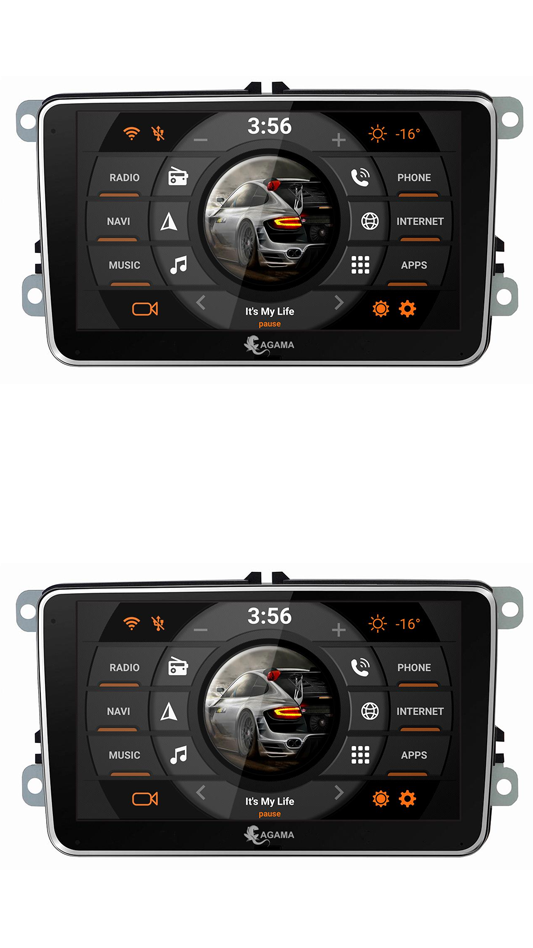 3:56
-16°
RADIO
PHONE
NAVI
INTERNET
MUSIC
APPS
It's My Life
pause
AGAMA
3:56
-16°
RADIO
PHONE
NAVI
INTERNET
MUSIC
APPS
It's My Life
pause
AGAMA